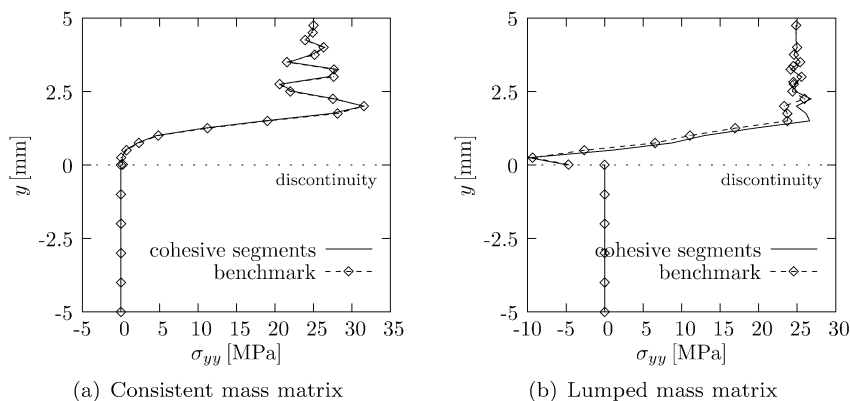 5
2.5
0
-2.5
-5
y [mm]
discontinuity
cohesive segments
benchmark
-5 0 5 10 15 20 25 30 35
σyy [MPa]
(a) Consistent mass matrix
5
2.5
0
-2.5
-5
y [mm]
discontinuity
cohesive segments
benchmark
-10 -5 0 5 10 15 20 25 30
σyy [MPa]
(b) Lumped mass matrix